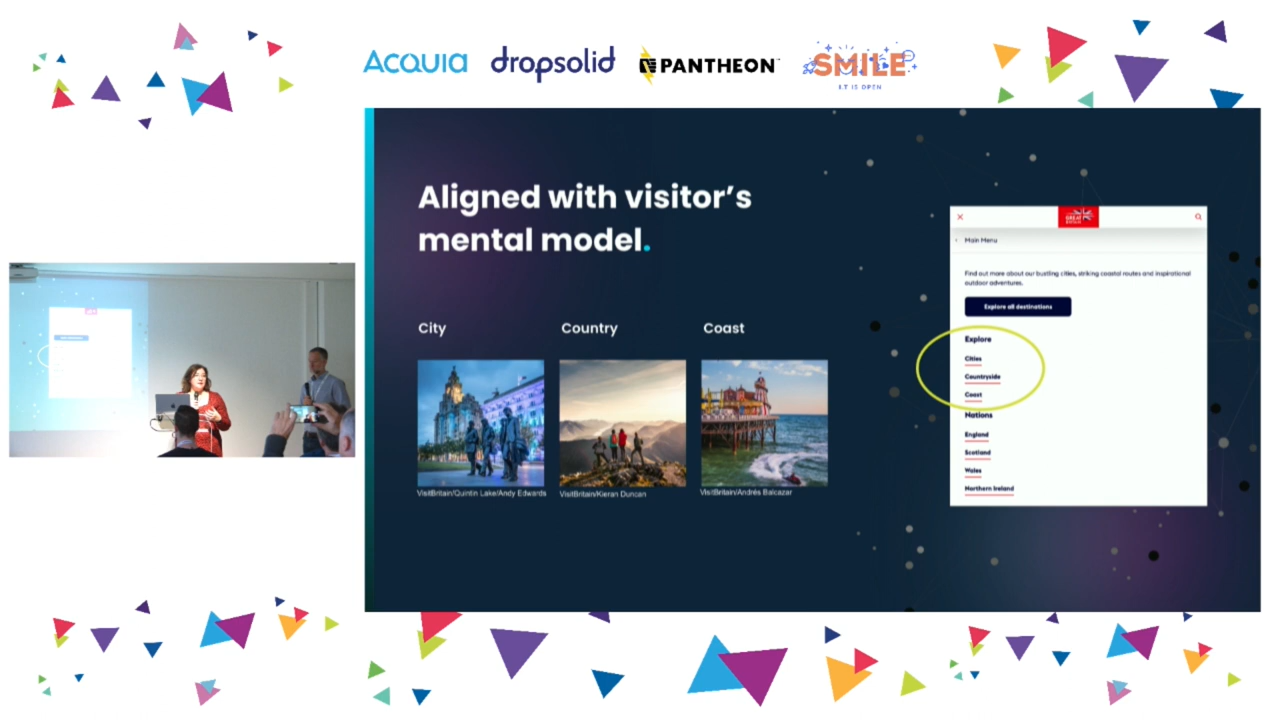 ACQUIA dropsolid PANTHEON SMILE
I.T IS OPEN
Aligned with visitor's
mental model.
City Country Coast
VisitBritain/Quintin Lake/Andy Edwards VisitBritain/Kieran Duncan VisitBritain/Andrés Balcazar
GREAT
BRITAIN
Main Menu
Find out more about our bustling cities, striking coastal routes and inspirational
outdoor adventures.
Explore all destinations
Explore
Cities
Countryside
Coast
Nations
England
Scotland
Wales
Northern Ireland